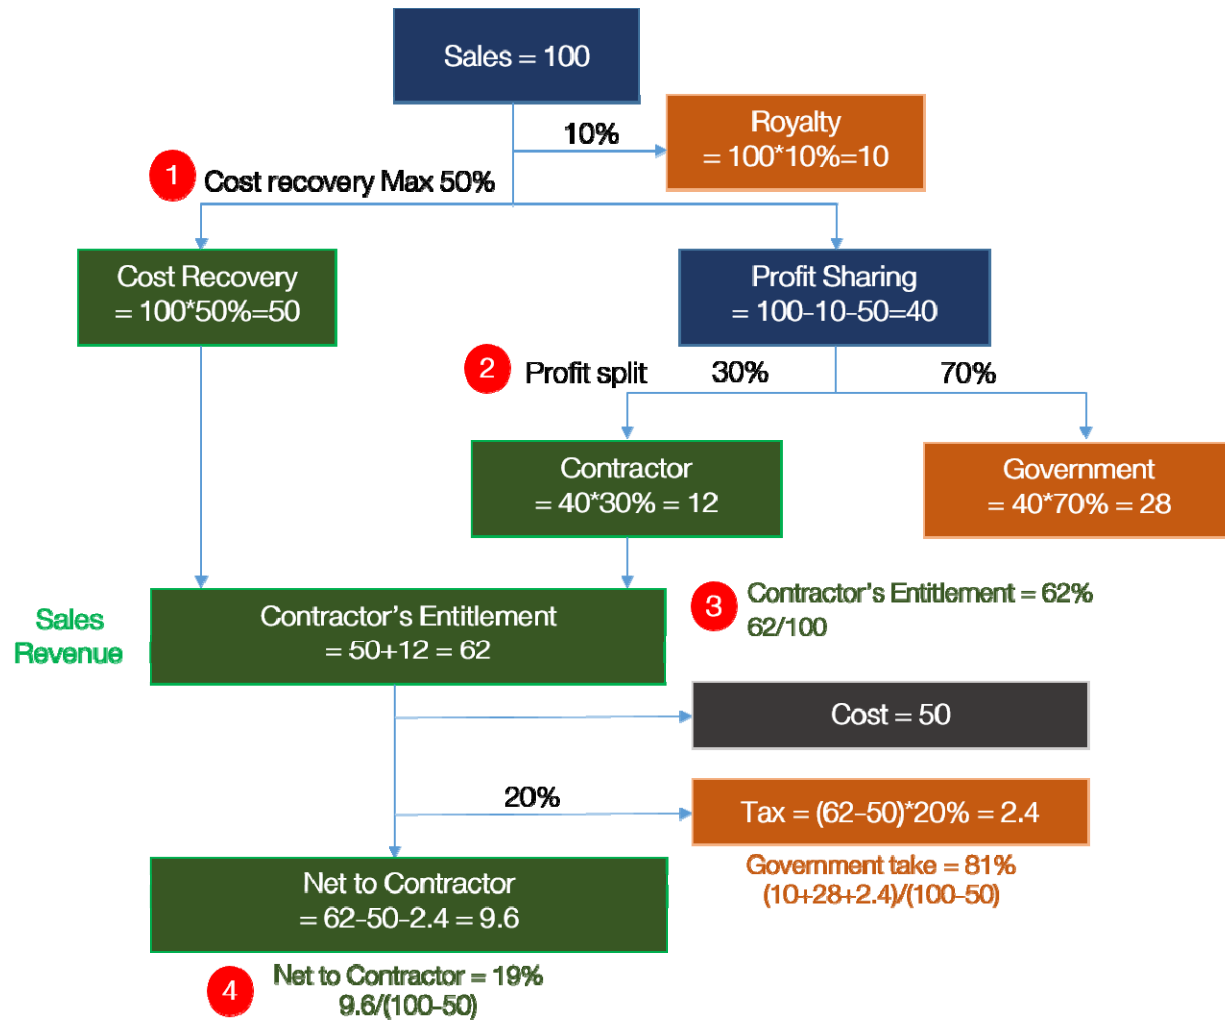 Sales = 100
10%
Royalty
= 100*10%=10
1
Cost recovery Max 50%
Cost Recovery
= 100*50%=50
Profit Sharing
= 100-10-50=40
2
Profit split
30%
70%
Contractor
= 40*30% = 12
Government
= 40*70% = 28
Sales
Revenue
Contractor's Entitlement
= 50+12 = 62
3
Contractor's Entitlement = 62%
62/100
Cost = 50
20%
Tax = (62-50)*20% = 2.4
Government take = 81%
(10+28+2.4)/(100-50)
Net to Contractor
= 62-50-2.4 = 9.6
4
Net to Contractor = 19%
9.6/(100-50)